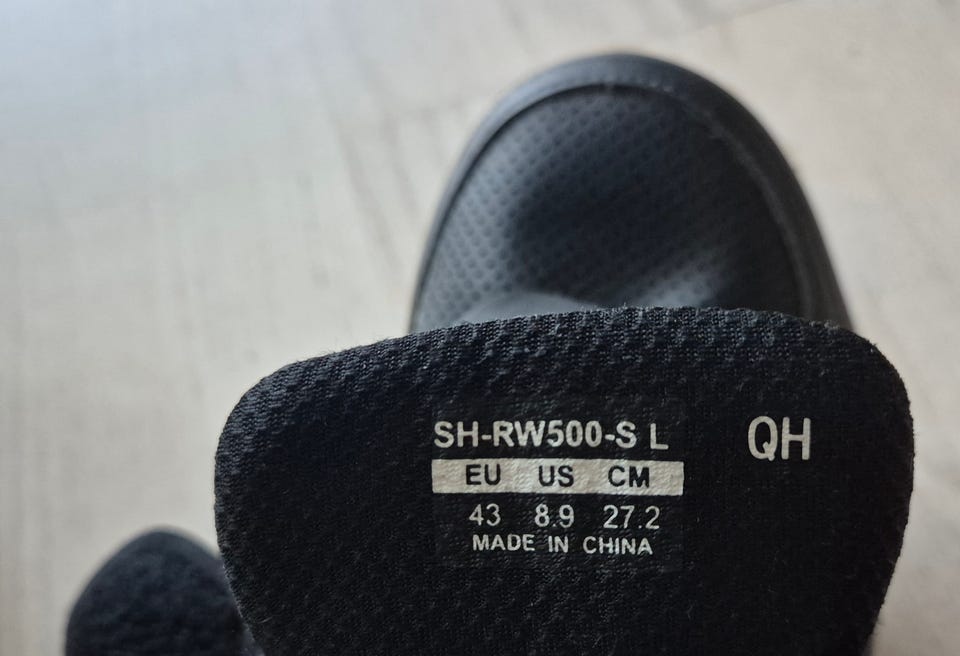 SH-RW500-S L QH
EU US CM
43 8.9 27.2
MADE IN CHINA